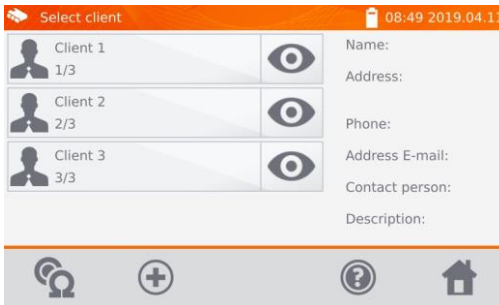 Select client
08:49 2019.04.1
Client 1
1/3
Client 2
2/3
Client 3
3/3
Name:
Address:
Phone:
Address E-mail:
Contact person:
Description: